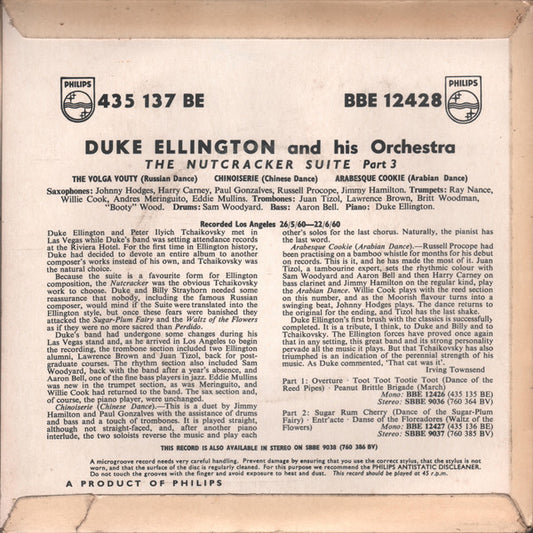 PHILIPS
435 137 BE
BBE 12428
PHILIPS
DUKE ELLINGTON and his Orchestra
THE NUTCRACKER SUITE Part 3
THE VOLGA VOUTY (Russian Dance) CHINOISERIE (Chinese Dance) ARABESQUE COOKIE (Arabian Dance)
Saxophones: Johnny Hodges, Harry Carney, Paul Gonzalves, Russell Procope, Jimmy Hamilton. Trumpets: Ray Nance,
Willie Cook, Andres Meringuito, Eddie Mullins. Trombones: Juan Tizol, Lawrence Brown, Britt Woodman,
"Booty" Wood. Drums: Sam Woodyard. Bass: Aaron Bell. Piano: Duke Ellington.
Recorded Los Angeles 26/5/60—22/6/60
Duke Ellington and Peter Ilyich Tchaikovsky met in
Las Vegas while Duke's band was setting attendance records
at the Riviera Hotel. For the first time in Ellington history,
Duke had decided to devote an entire album to another
composer's works instead of his own, and Tchaikovsky was
the natural choice.
Because the suite is a favourite form for Ellington
composition, the Nutcracker was the obvious Tchaikovsky
work to choose. Duke and Billy Strayhorn needed some
reassurance that nobody, including the famous Russian
composer, would mind if the Suite were translated into the
Ellington style, but once these fears were banished they
attacked the Sugar-Plum Fairy and the Waltz of the Flowers
as if they were no more sacred than Perdido.
Duke's band had undergone some changes during his
Las Vegas stand, and as he arrived in Los Angeles to begin
the recording, the trombone section included two Ellington
alumni, Lawrence Brown and Juan Tizol, back for post-
graduate courses. The rhythm section also included Sam
Woodyard, back with the band after a year's absence, and
Aaron Bell, one of the fine bass players in jazz. Eddie Mullins
was new in the trumpet section, as was Meringuito, and
Willie Cook had returned to the band. The sax section and,
of course, the piano player, were unchanged.
Chinoiserie (Chinese Dance).—This is a duet by Jimmy
Hamilton and Paul Gonzalves with the assistance of drums
and bass and a touch of trombones. It is played straight,
although not straight-faced, and, after another piano
interlude, the two soloists reverse the music and play each
other's solos for the last chorus. Naturally, the pianist has
the last word.
Arabesque Cookie (Arabian Dance).—Russell Procope had
been practising on a bamboo whistle for months for his debut
on records. This is it, and he has made the most of it. Juan
Tizol, a tambourine expert, sets the rhythmic colour with
Sam Woodyard and Aaron Bell and then Harry Carney on
bass clarinet and Jimmy Hamilton on the regular kind, play
the Arabian Dance. Willie Cook plays with the reed section
on this number, and as the Moorish flavour turns into a
swinging beat, Johnny Hodges plays. The dance returns to
the original for the ending, and Tizol has the last shake.
Duke Ellington's first brush with the classics is successfully
completed. It is a tribute, I think, to Duke and Billy and to
Tchaikovsky. The Ellington forces have proved once again
that in any setting, this great band and its strong personality
pervade all the music it plays. But that Tchaikovsky has also
triumphed is an indication of the perennial strength of his
music. As Duke commented, 'That cat was it'.
Irving Townsend
Part 1: Overture · Toot Toot Tootie Toot (Dance of the
Reed Pipes) · Peanut Brittle Brigade (March)
Mono: BBE 12426 (435 135 BE)
Stereo: SBBE 9036 (760 364 BV)
Part 2: Sugar Rum Cherry (Dance of the Sugar-Plum
Fairy) · Entr'acte · Danse of the Floreadores (Waltz of the
Flowers) Mono: BBE 12427 (435 136 BE)
Stereo: SBBE 9037 (760 385 BV)
THIS RECORD IS ALSO AVAILABLE IN STEREO ON SBBE 9038 (760 386 BV)
A microgroove record needs very careful handling. Prevent damage by ensuring that you use the correct stylus, that the stylus is not
worn, and that the surface of the disc is regularly cleaned. For this purpose we recommend the PHILIPS ANTISTATIC DISCLEANER.
Do not touch the grooves with the finger and avoid exposure to heat and dust. This record should be played at 45 r.p.m.
A PRODUCT OF PHILIPS